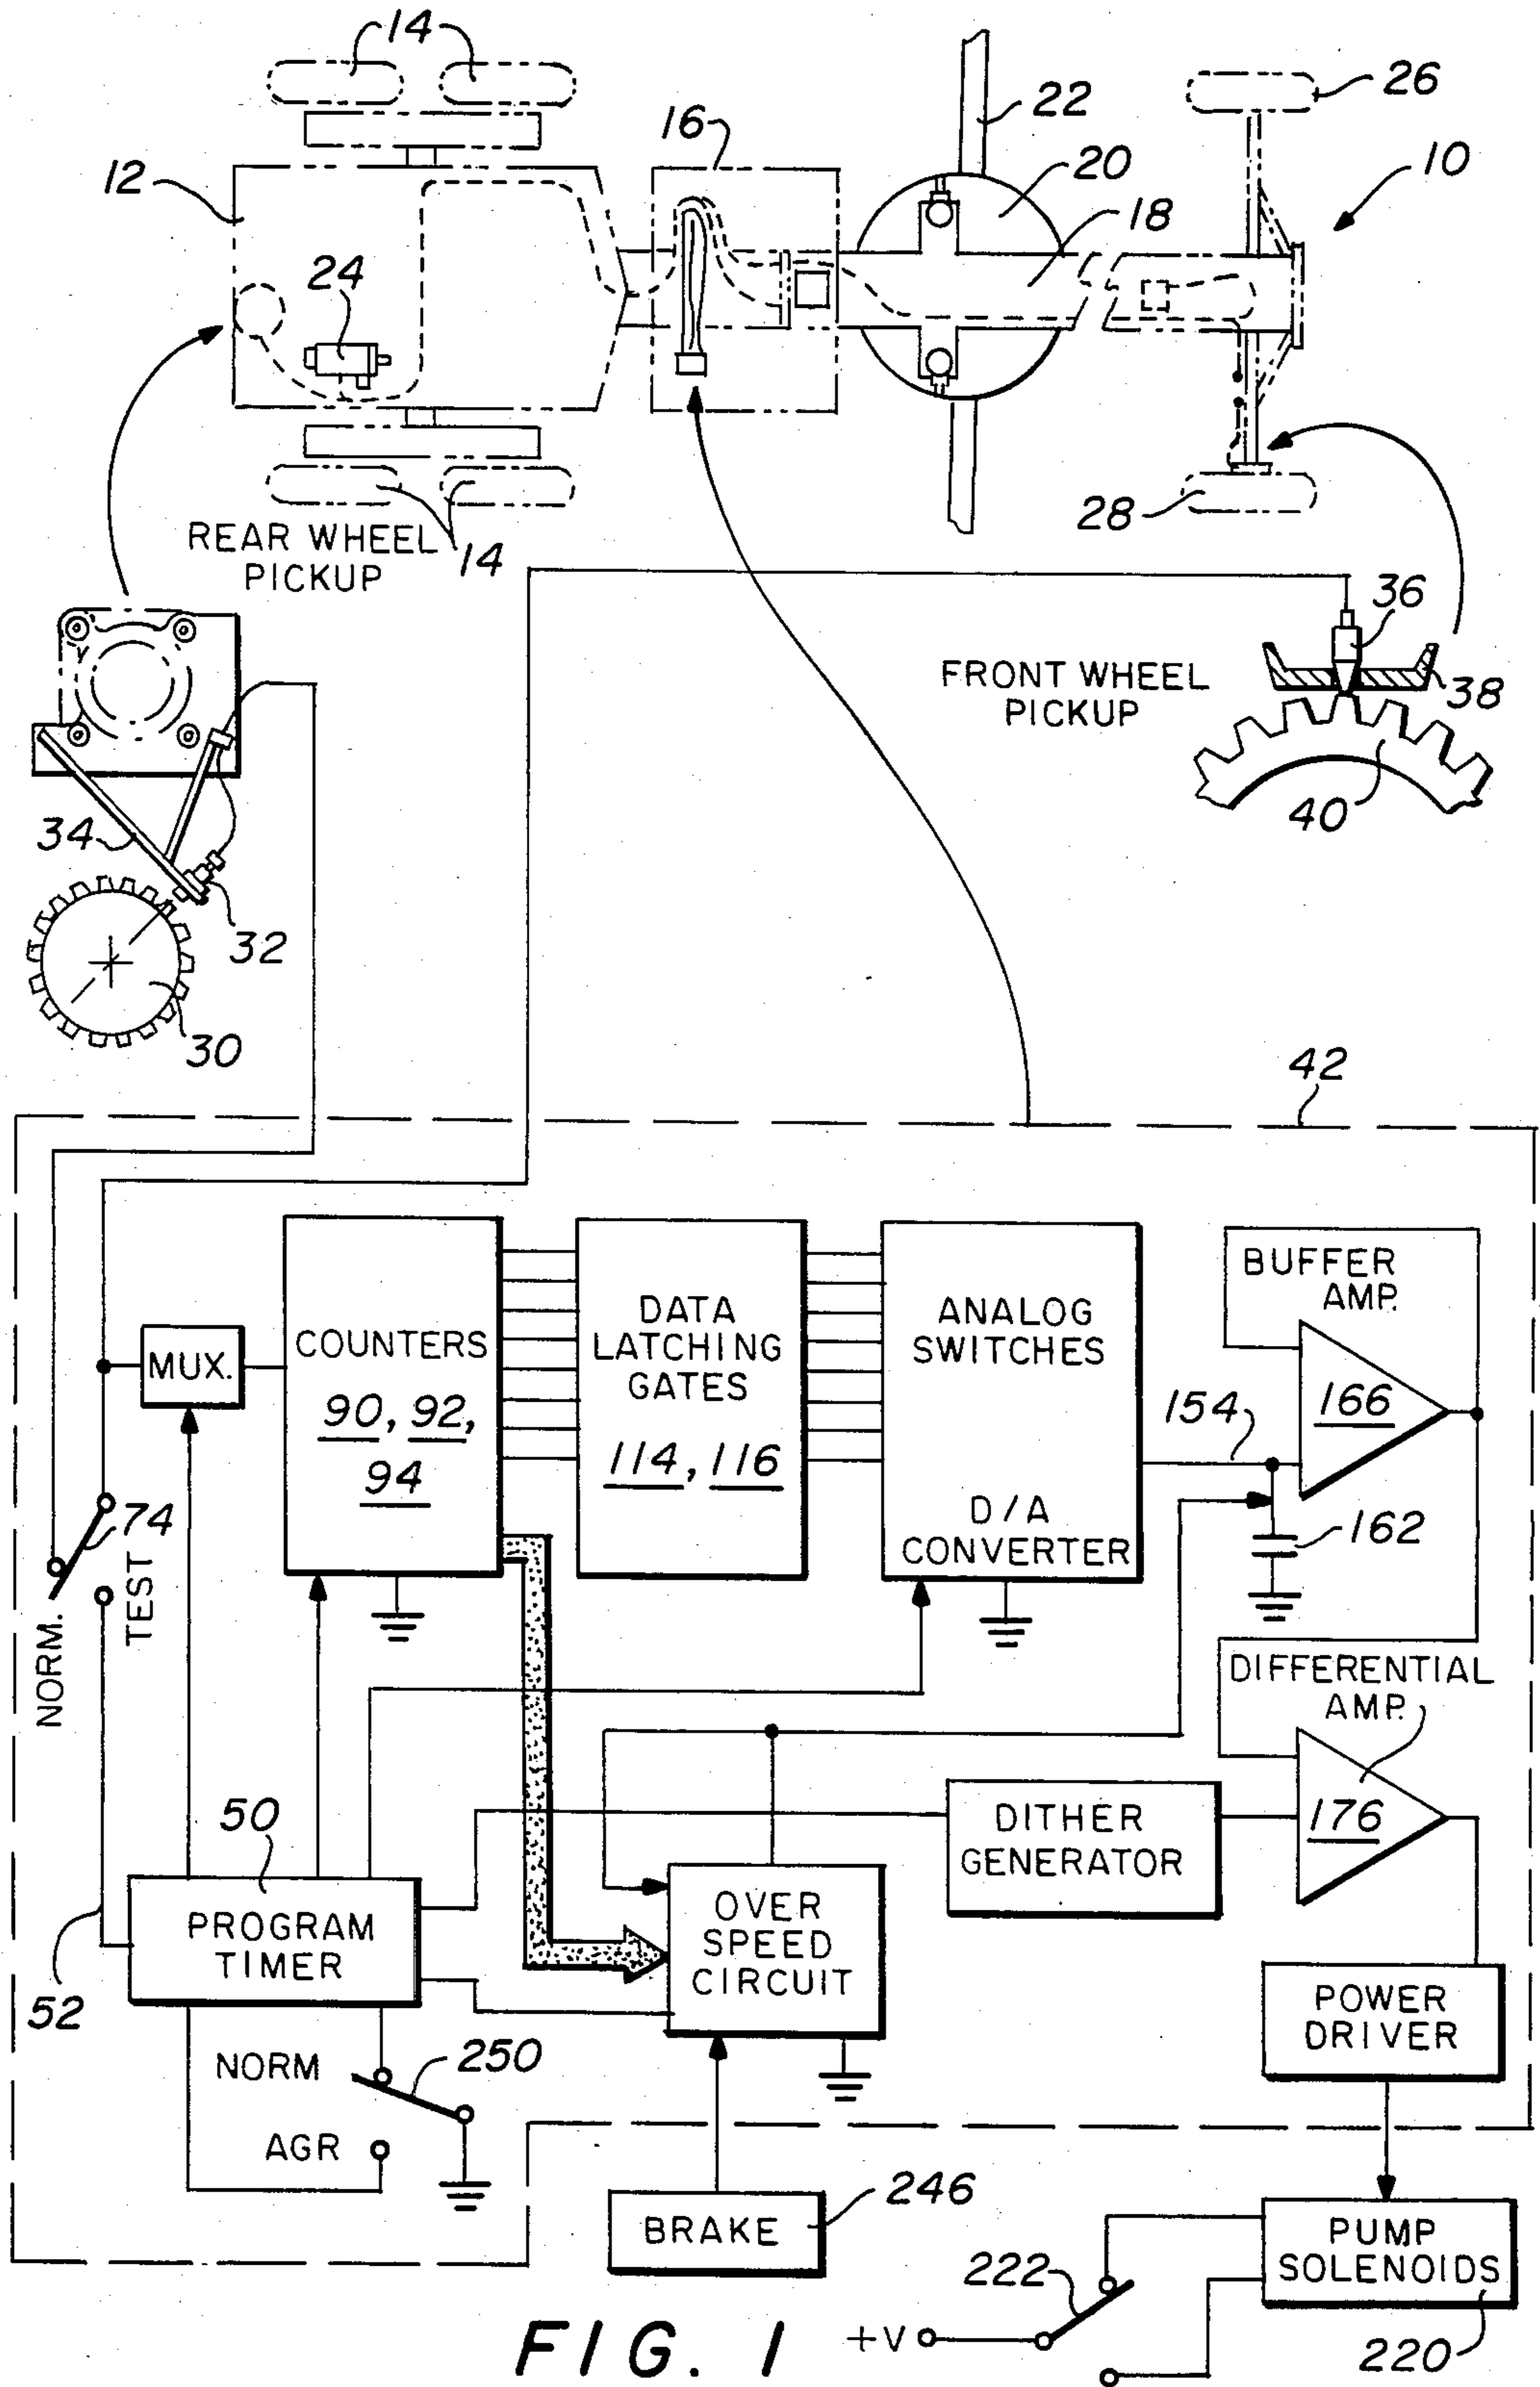 14
26
22
16
20
10
12
18
24
28
REAR WHEEL
PICKUP
14
36
FRONT WHEEL
PICKUP
38
34
40
32
30
42
BUFFER
AMP.
DATA
LATCHING
GATES
ANALOG
SWITCHES
COUNTERS
MUX.
90, 92,
94
166
154
114, 116
74
D/A
CONVERTER
162
TEST
NORM.
DIFFERENTIAL
AMP.
50
DITHER
GENERATOR
176
PROGRAM
TIMER
OVER
SPEED
CIRCUIT
52
POWER
DRIVER
NORM
250
AGR
246
BRAKE
PUMP
SOLENOIDS
222
+V
220
FIG. 1